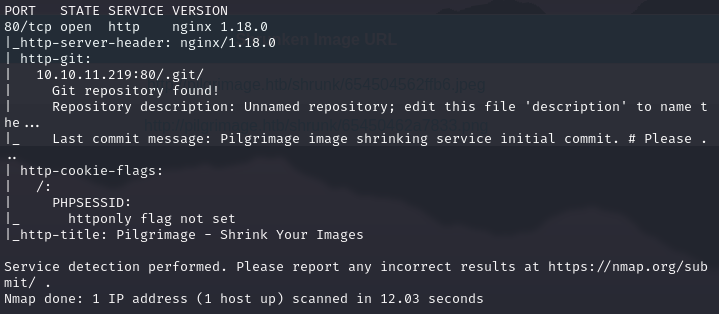 PORT   STATE SERVICE VERSION
80/tcp open  http    nginx 1.18.0
|_http-server-header: nginx/1.18.0
| http-git:
|   10.10.11.219:80/.git/
|     Git repository found!
|     Repository description: Unnamed repository; edit this file 'description' to name t
he...
|_    Last commit message: Pilgrimage image shrinking service initial commit. # Please .
..
| http-cookie-flags:
|   /:
|     PHPSESSID:
|_      httponly flag not set
|_http-title: Pilgrimage - Shrink Your Images

Service detection performed. Please report any incorrect results at https://nmap.org/sub
mit/ .
Nmap done: 1 IP address (1 host up) scanned in 12.03 seconds